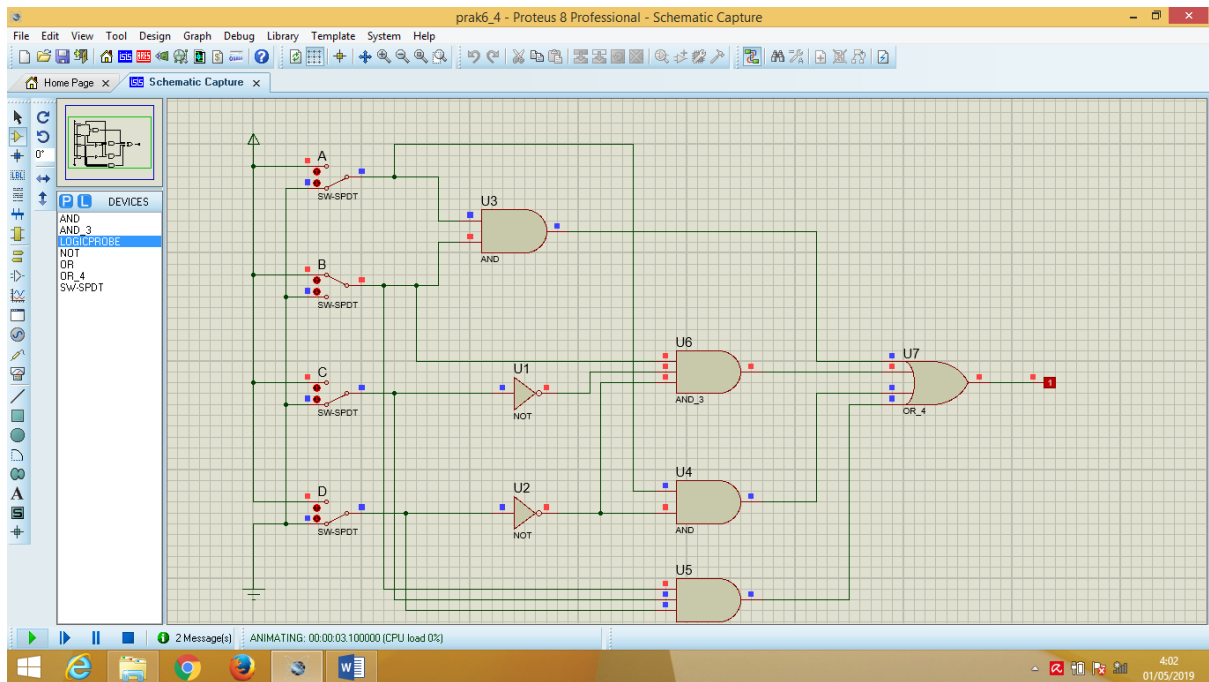 prak6_4 - Proteus 8 Professional - Schematic Capture
File Edit View Tool Design Graph Debug Library Template System Help
Home Page x
ISIS Schematic Capture x
0°
LBL
P L DEVICES
AND
AND_3
LOGICPROBE
NOT
OR
OR_4
SW-SPDT
A
S
A
SW-SPDT
U3
AND
B
SW-SPDT
C
SW-SPDT
U1
NOT
U6
AND_3
U7
OR_4
1
D
SW-SPDT
U2
NOT
U4
AND
U5
2 Message(s)
ANIMATING: 00:00:03.100000 (CPU load 0%)
4:02
01/05/2019